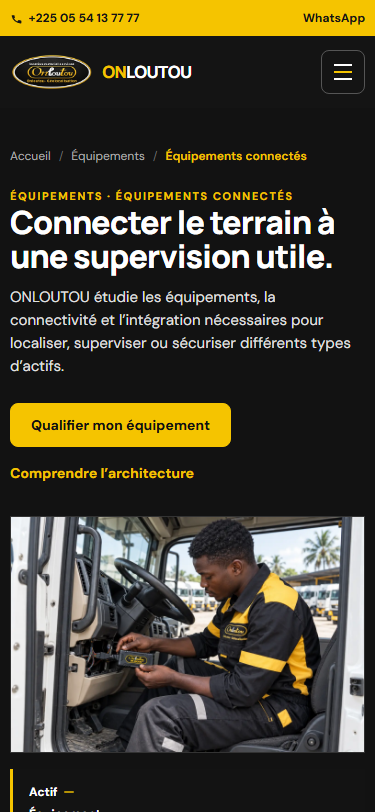 +225 05 54 13 77 77
WhatsApp
Onloutou
ONLOUTOU
Accueil / Équipements / Équipements connectés
ÉQUIPEMENTS · ÉQUIPEMENTS CONNECTÉS
Connecter le terrain à
une supervision utile.
ONLOUTOU étudie les équipements, la
connectivité et l’intégration nécessaires pour
localiser, superviser ou sécuriser différents types
d’actifs.
Qualifier mon équipement
Comprendre l’architecture
Actif —